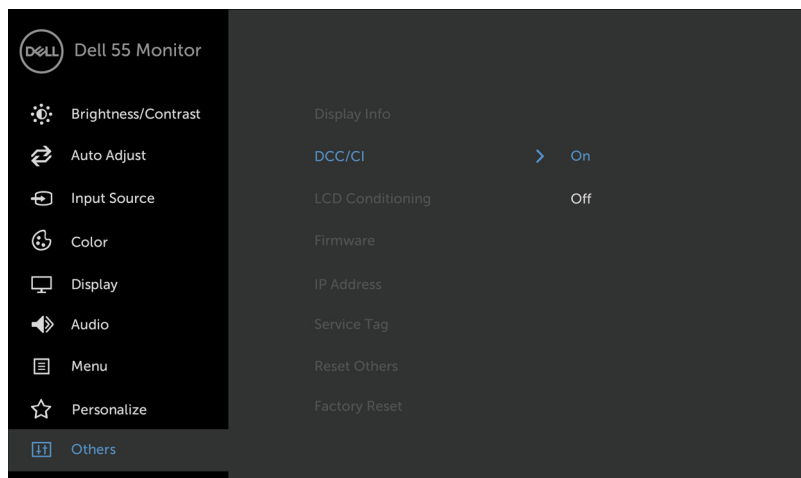 DELL Dell 55 Monitor
Brightness/Contrast
Auto Adjust
Input Source
Color
Display
Audio
Menu
Personalize
Others
Display Info
DCC/CI On
LCD Conditioning Off
Firmware
IP Address
Service Tag
Reset Others
Factory Reset